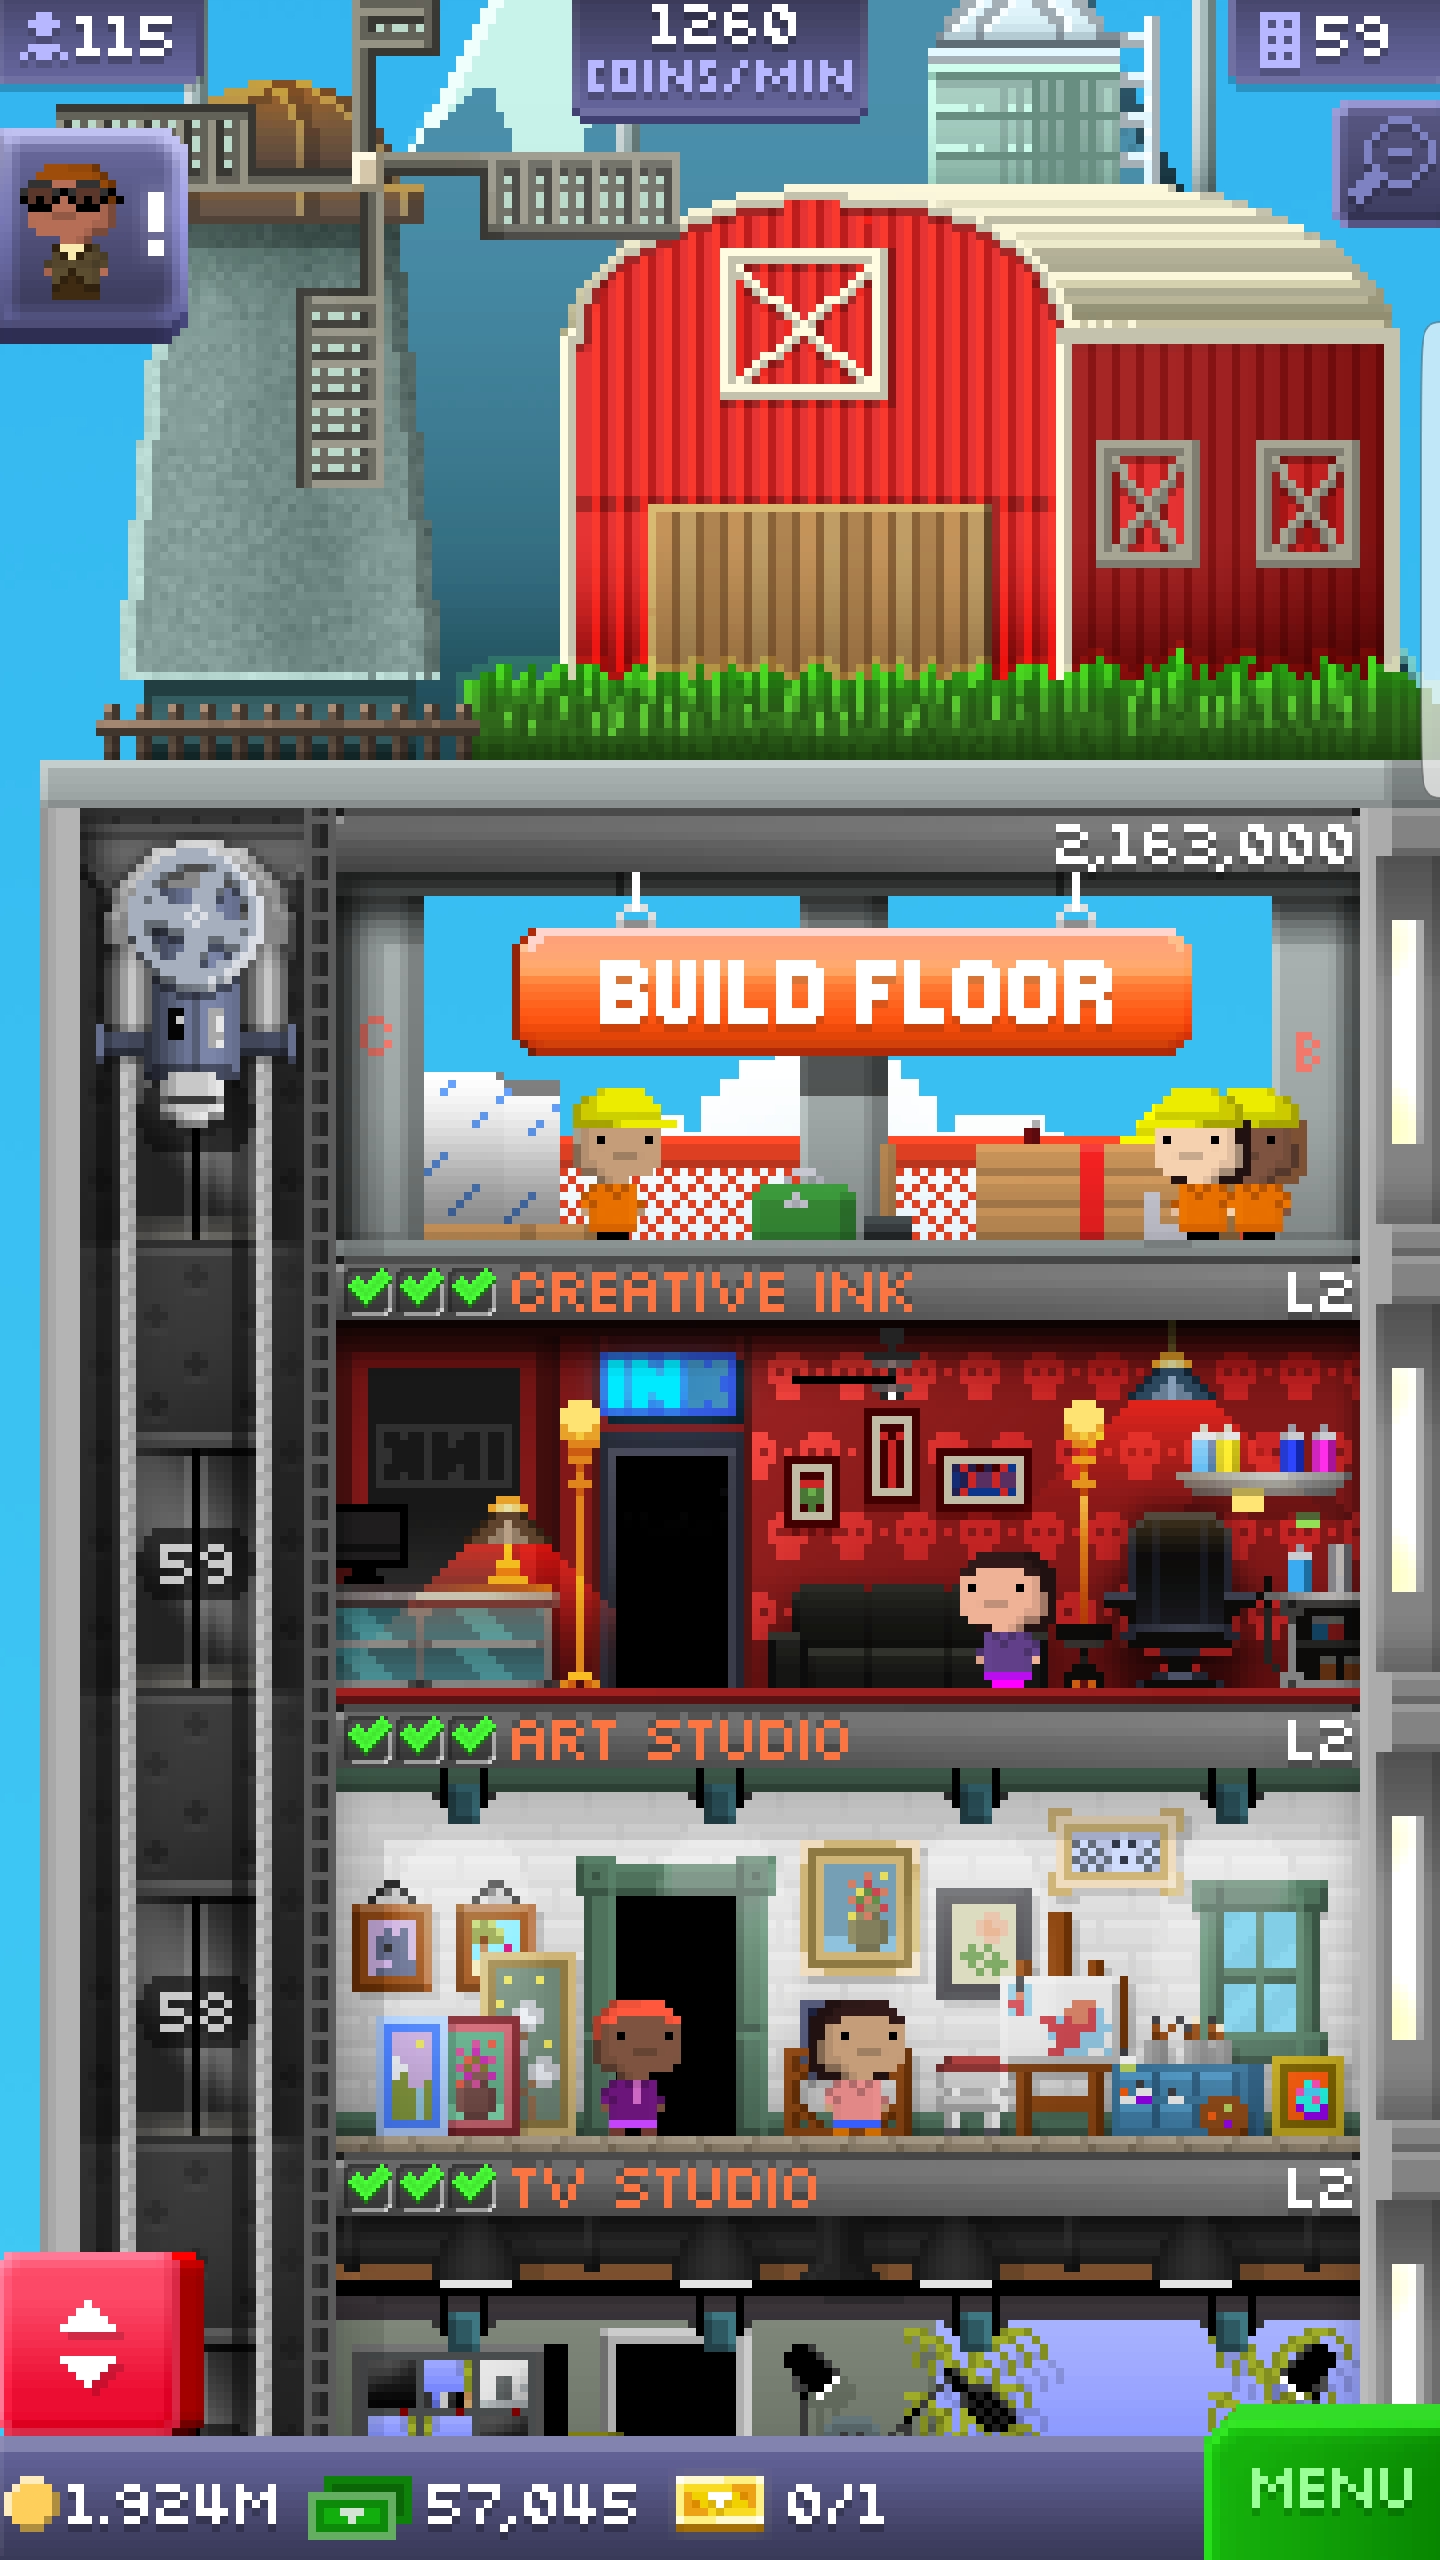 115
1260
COINS/MIN
59
!
2,163,000
BUILD FLOOR
C
B
CREATIVE INK
L2
INK
59
ART STUDIO
L2
58
TV STUDIO
L2
1.924M
57,045
0/1
MENU